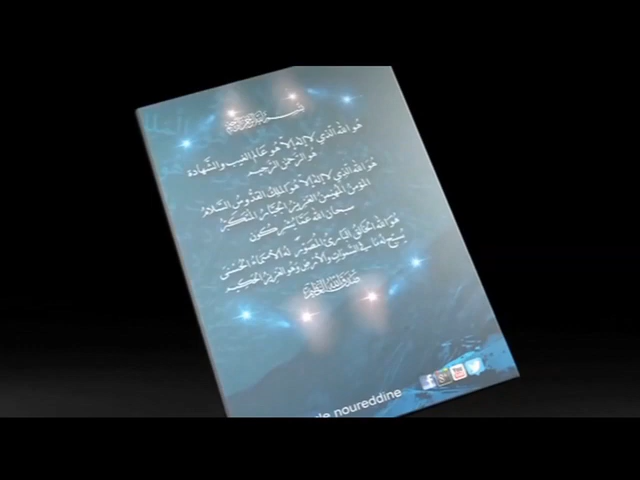 بسم الله الرحمن الرحيم
هو الله الذي لا إله إلا هو عالم الغيب والشهادة
هو الرحمن الرحيم
هو الله الذي لا إله إلا هو الملك القدوس السلام
المؤمن المهيمن العزيز الجبار المتكبر
سبحان الله عما يشركون
هو الله الخالق البارئ المصور له الأسماء الحسنى
يسبح له ما في السموات والأرض وهو العزيز الحكيم
صدق الله العظيم
de noureddine